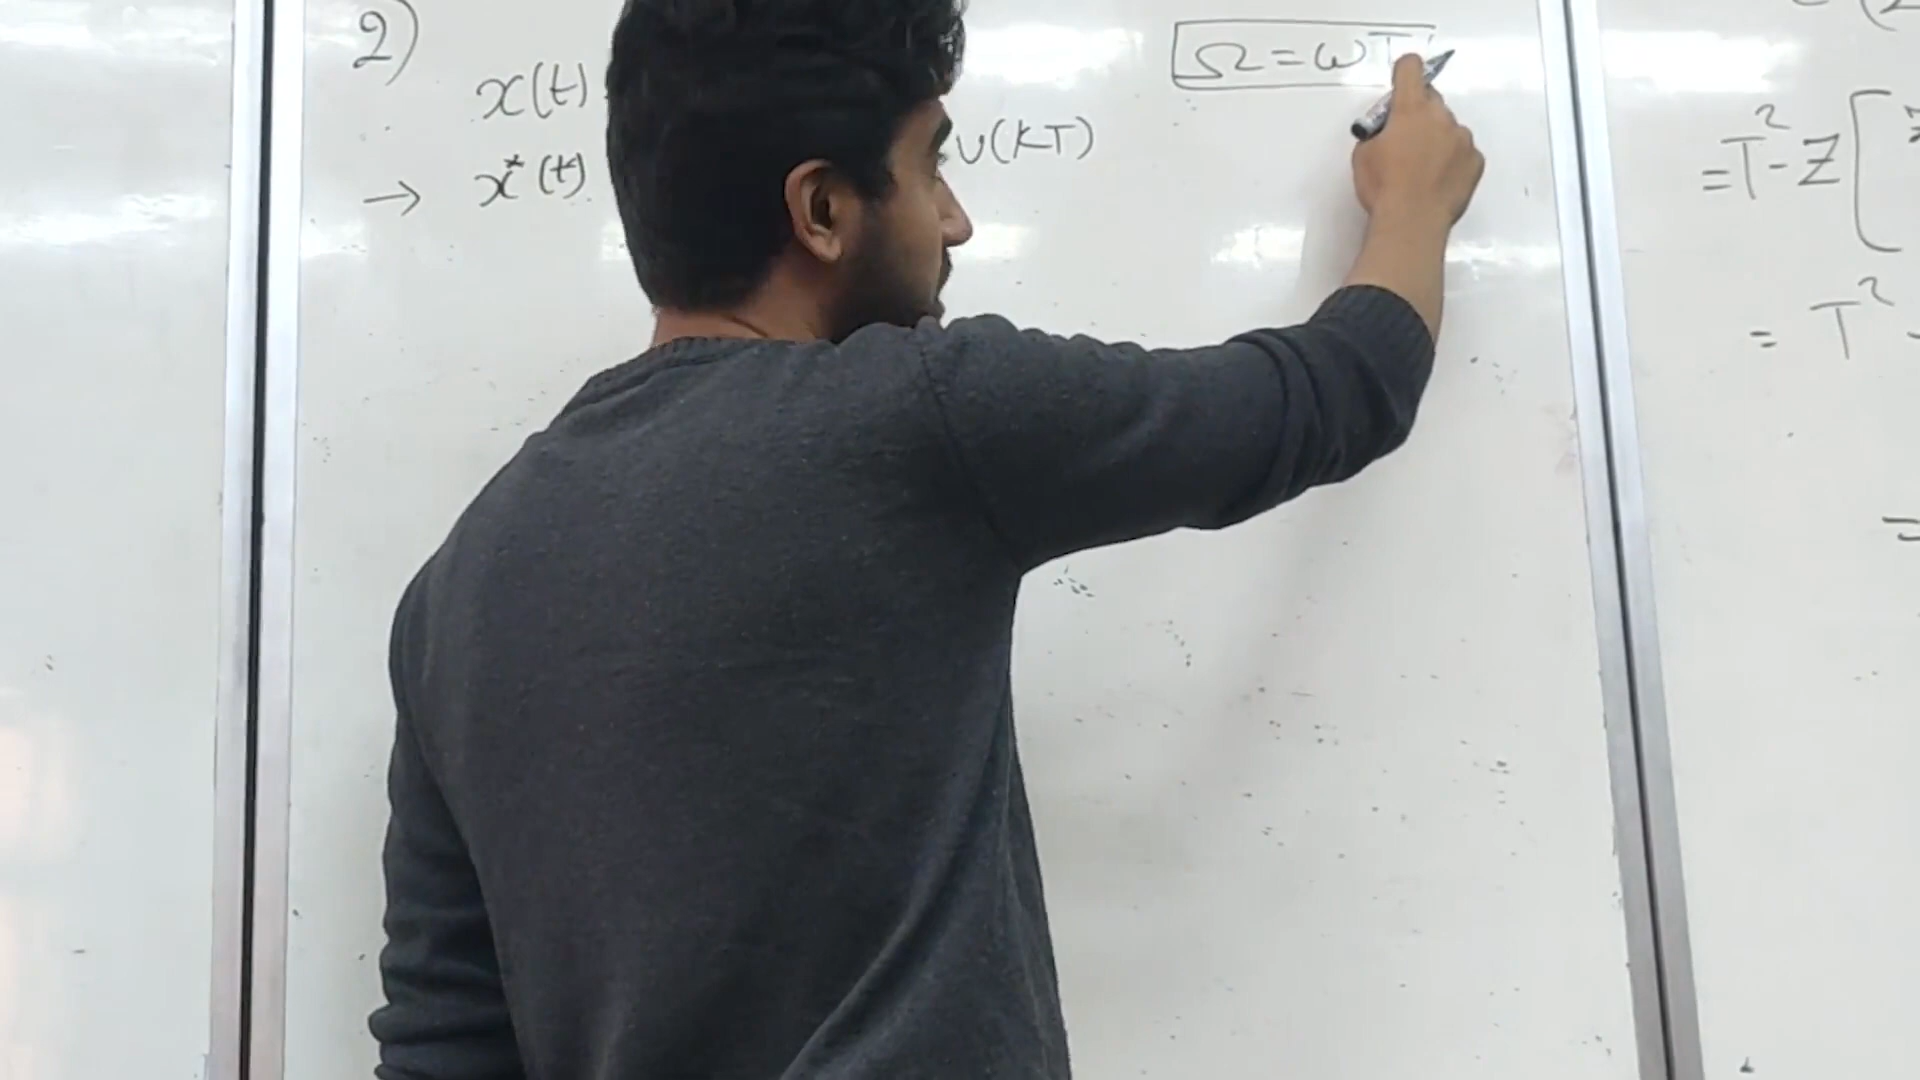 2)
x(t)
→ x*(t)
u(KT)
Ω = ωT
= T² - Z [
= T²
=